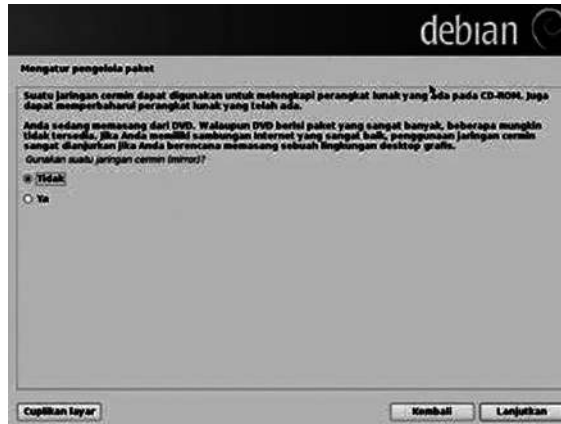 debian
Mengatur pengelola paket
Suatu jaringan cermin dapat digunakan untuk melengkapi perangkat lunak yang ada pada CD-ROM. Juga
dapat memperbaharui perangkat lunak yang telah ada.
Anda sedang memasang dari DVD. Walaupun DVD berisi paket yang sangat banyak, beberapa mungkin
tidak tersedia. Jika Anda memiliki sambungan internet yang sangat baik, penggunaan jaringan cermin
sangat dianjurkan jika Anda berencana memasang sebuah lingkungan desktop grafis.
Gunakan suatu jaringan cermin (mirror)?
Tidak
Ya
Cuplikan layar
Kembali
Lanjutkan